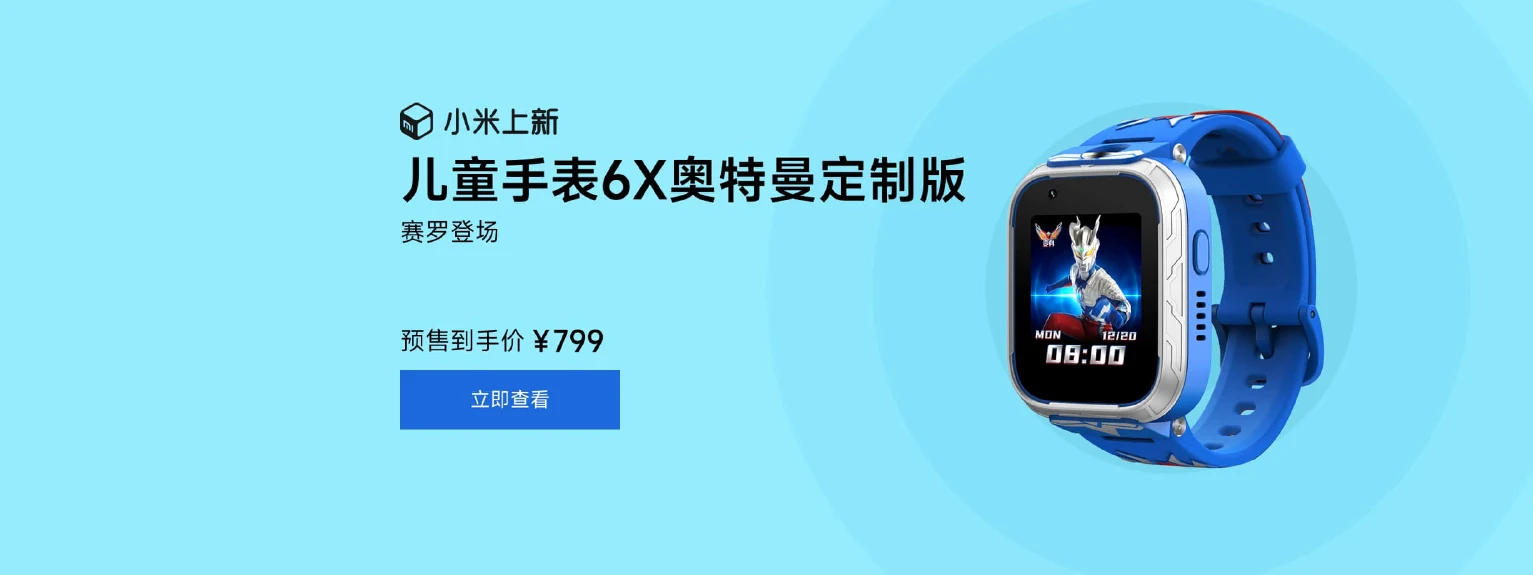 mi 小米上新
儿童手表6X奥特曼定制版
赛罗登场
预售到手价 ¥799
立即查看
MON 12/20
08:00